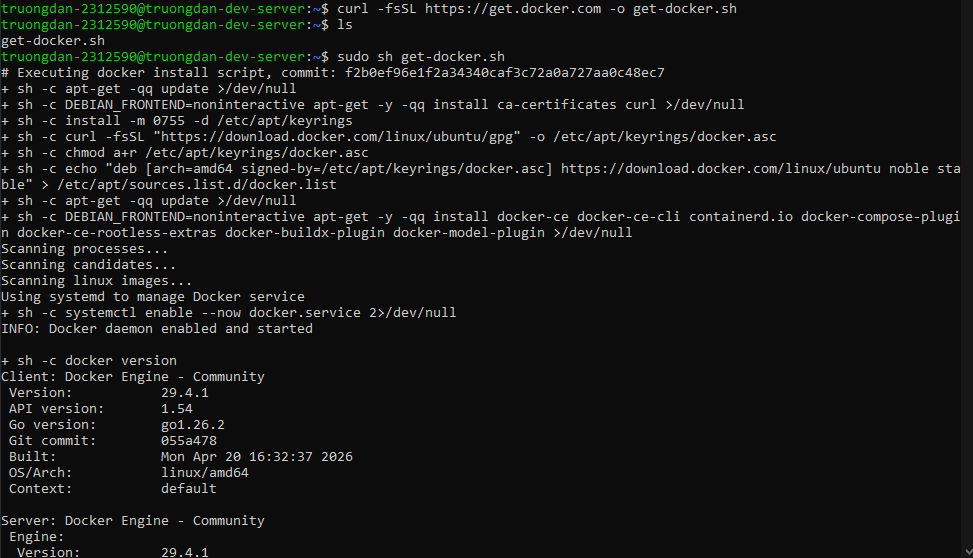 truongdan-2312590@truongdan-dev-server:~$ curl -fsSL https://get.docker.com -o get-docker.sh
truongdan-2312590@truongdan-dev-server:~$ ls
get-docker.sh
truongdan-2312590@truongdan-dev-server:~$ sudo sh get-docker.sh
# Executing docker install script, commit: f2b0ef96e1f2a34340caf3c72a0a727aa0c48ec7
+ sh -c apt-get -qq update >/dev/null
+ sh -c DEBIAN_FRONTEND=noninteractive apt-get -y -qq install ca-certificates curl >/dev/null
+ sh -c install -m 0755 -d /etc/apt/keyrings
+ sh -c curl -fsSL "https://download.docker.com/linux/ubuntu/gpg" -o /etc/apt/keyrings/docker.asc
+ sh -c chmod a+r /etc/apt/keyrings/docker.asc
+ sh -c echo "deb [arch=amd64 signed-by=/etc/apt/keyrings/docker.asc] https://download.docker.com/linux/ubuntu noble sta
ble" > /etc/apt/sources.list.d/docker.list
+ sh -c apt-get -qq update >/dev/null
+ sh -c DEBIAN_FRONTEND=noninteractive apt-get -y -qq install docker-ce docker-ce-cli containerd.io docker-compose-plugi
n docker-ce-rootless-extras docker-buildx-plugin docker-model-plugin >/dev/null
Scanning processes...
Scanning candidates...
Scanning linux images...
Using systemd to manage Docker service
+ sh -c systemctl enable --now docker.service 2>/dev/null
INFO: Docker daemon enabled and started

+ sh -c docker version
Client: Docker Engine - Community
 Version:           29.4.1
 API version:       1.54
 Go version:        go1.26.2
 Git commit:        055a478
 Built:             Mon Apr 20 16:32:37 2026
 OS/Arch:           linux/amd64
 Context:           default

Server: Docker Engine - Community
 Engine:
  Version:          29.4.1